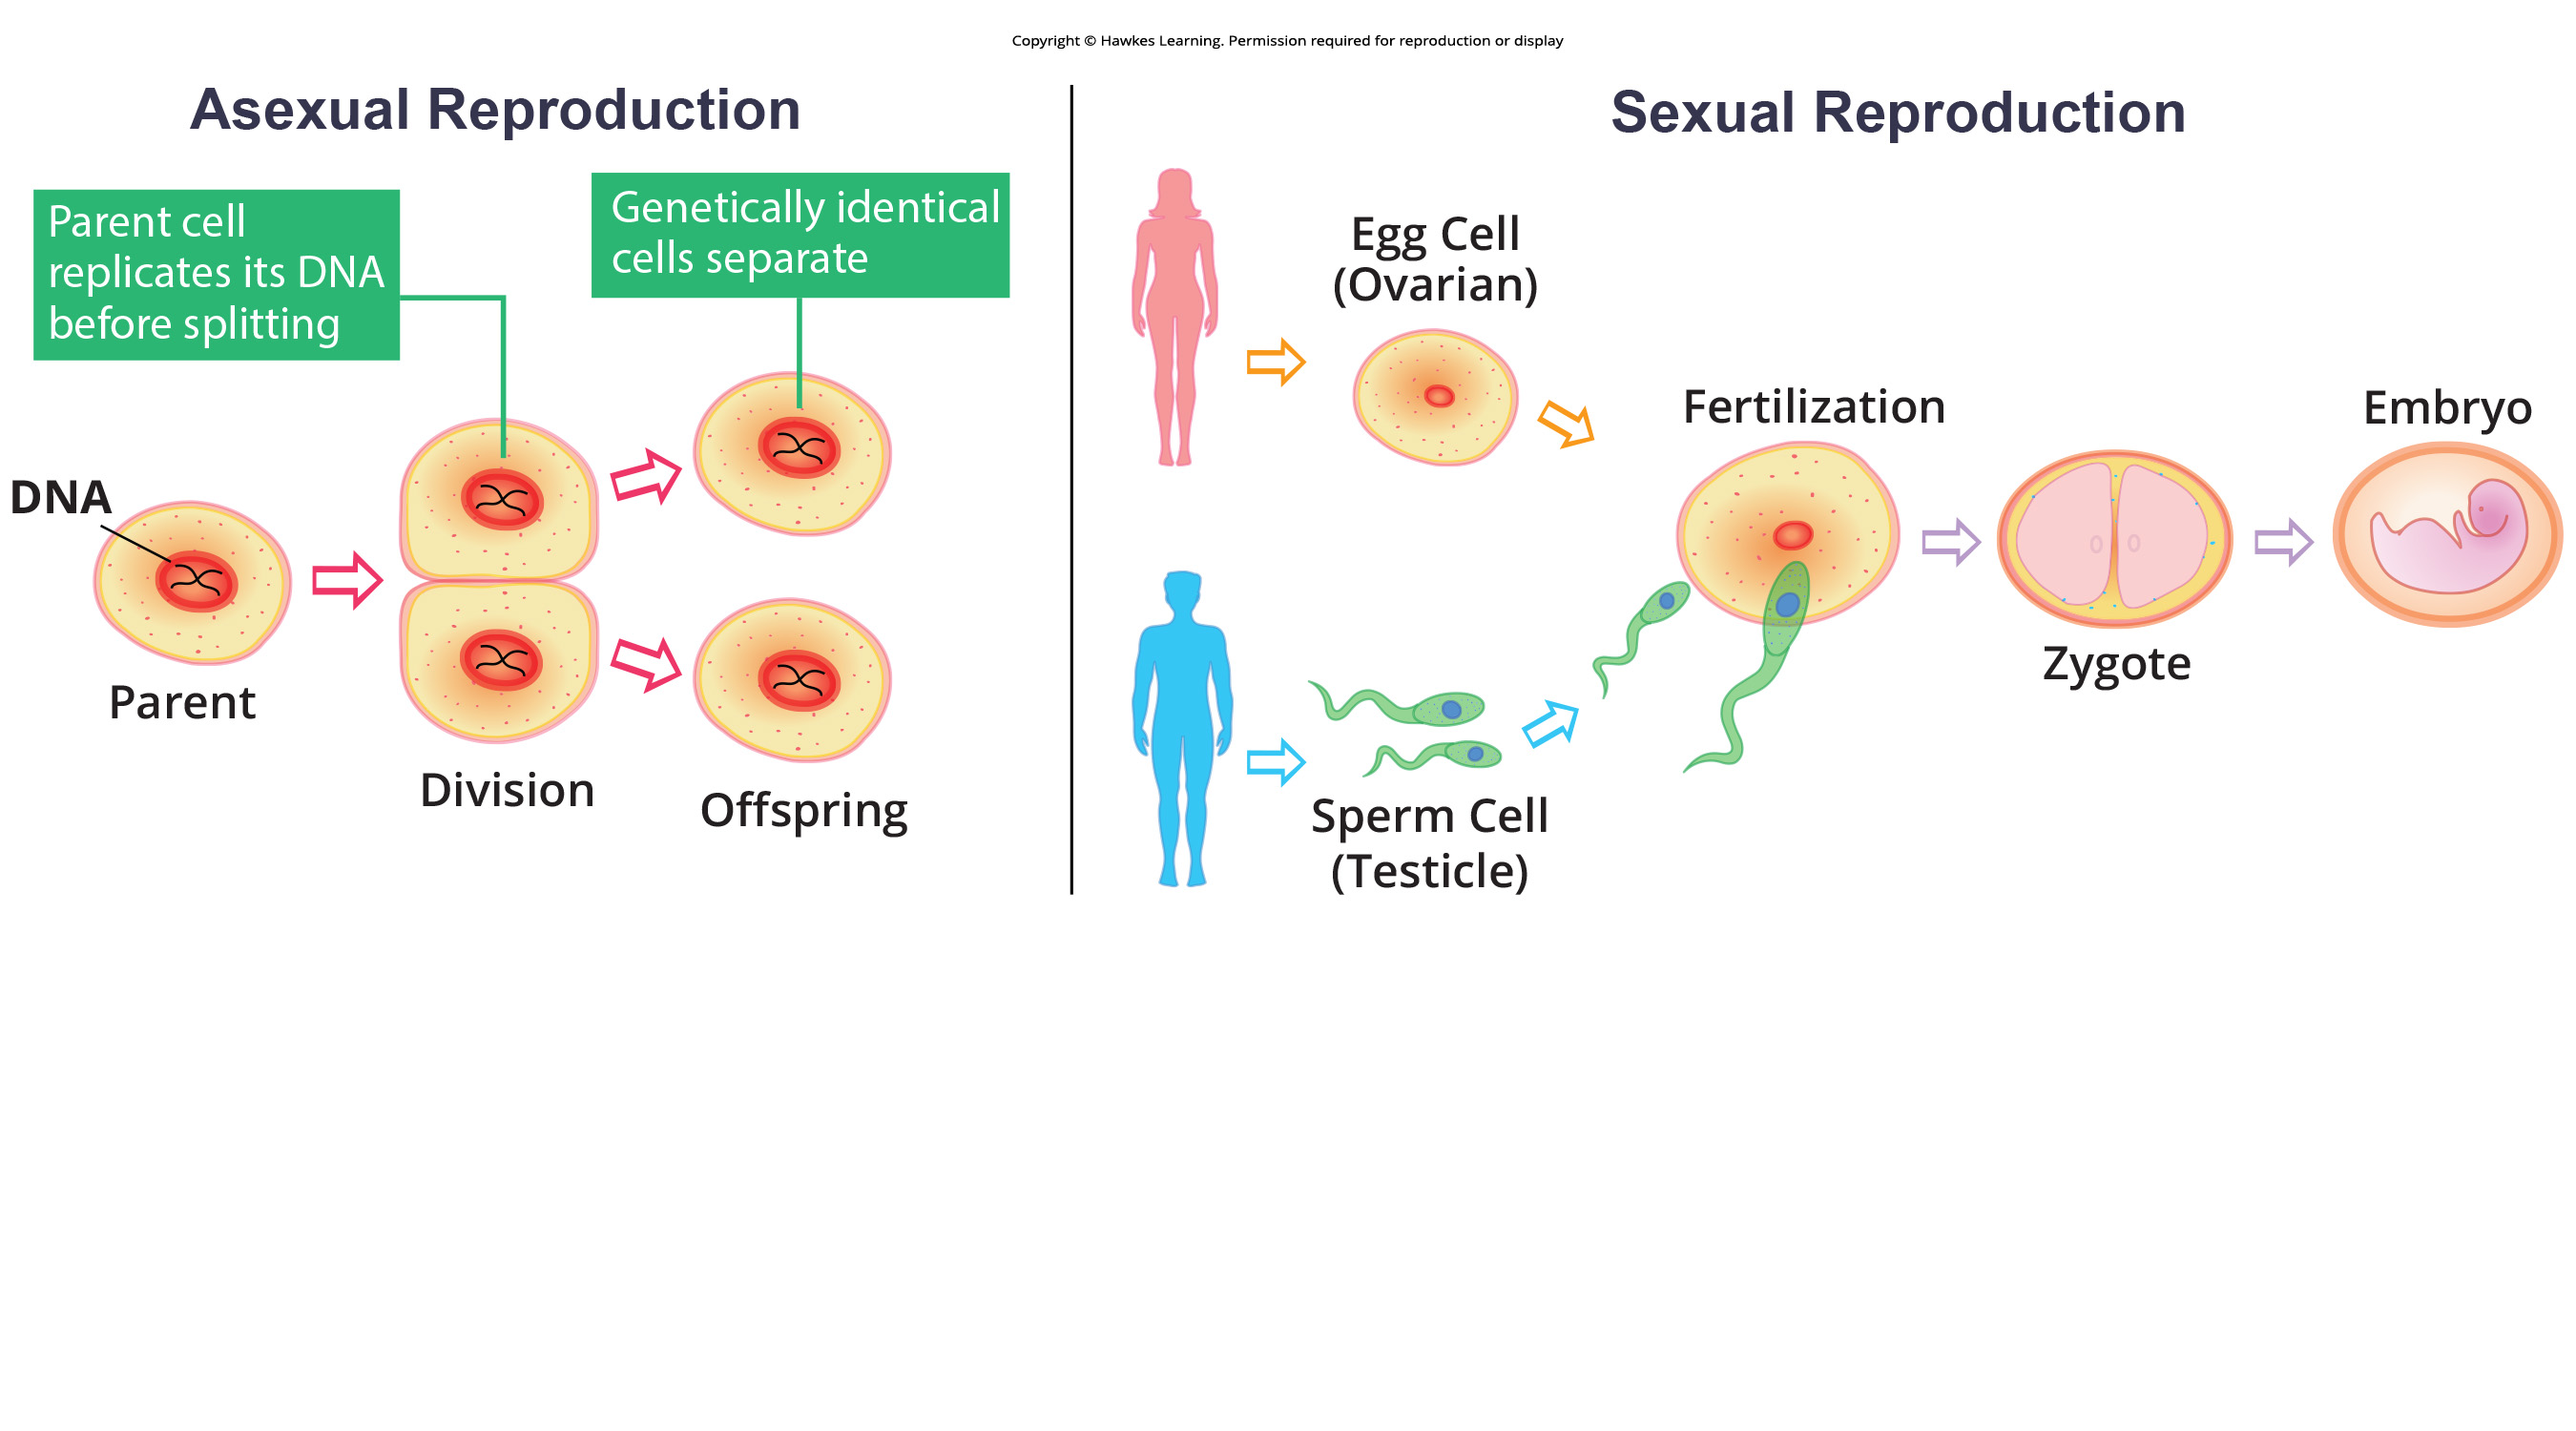 Copyright © Hawkes Learning. Permission required for reproduction or display
Asexual Reproduction
Parent cell
replicates its DNA
before splitting
Genetically identical
cells separate
DNA
Parent
Division
Offspring
Sexual Reproduction
Egg Cell
(Ovarian)
Sperm Cell
(Testicle)
Fertilization
Zygote
Embryo